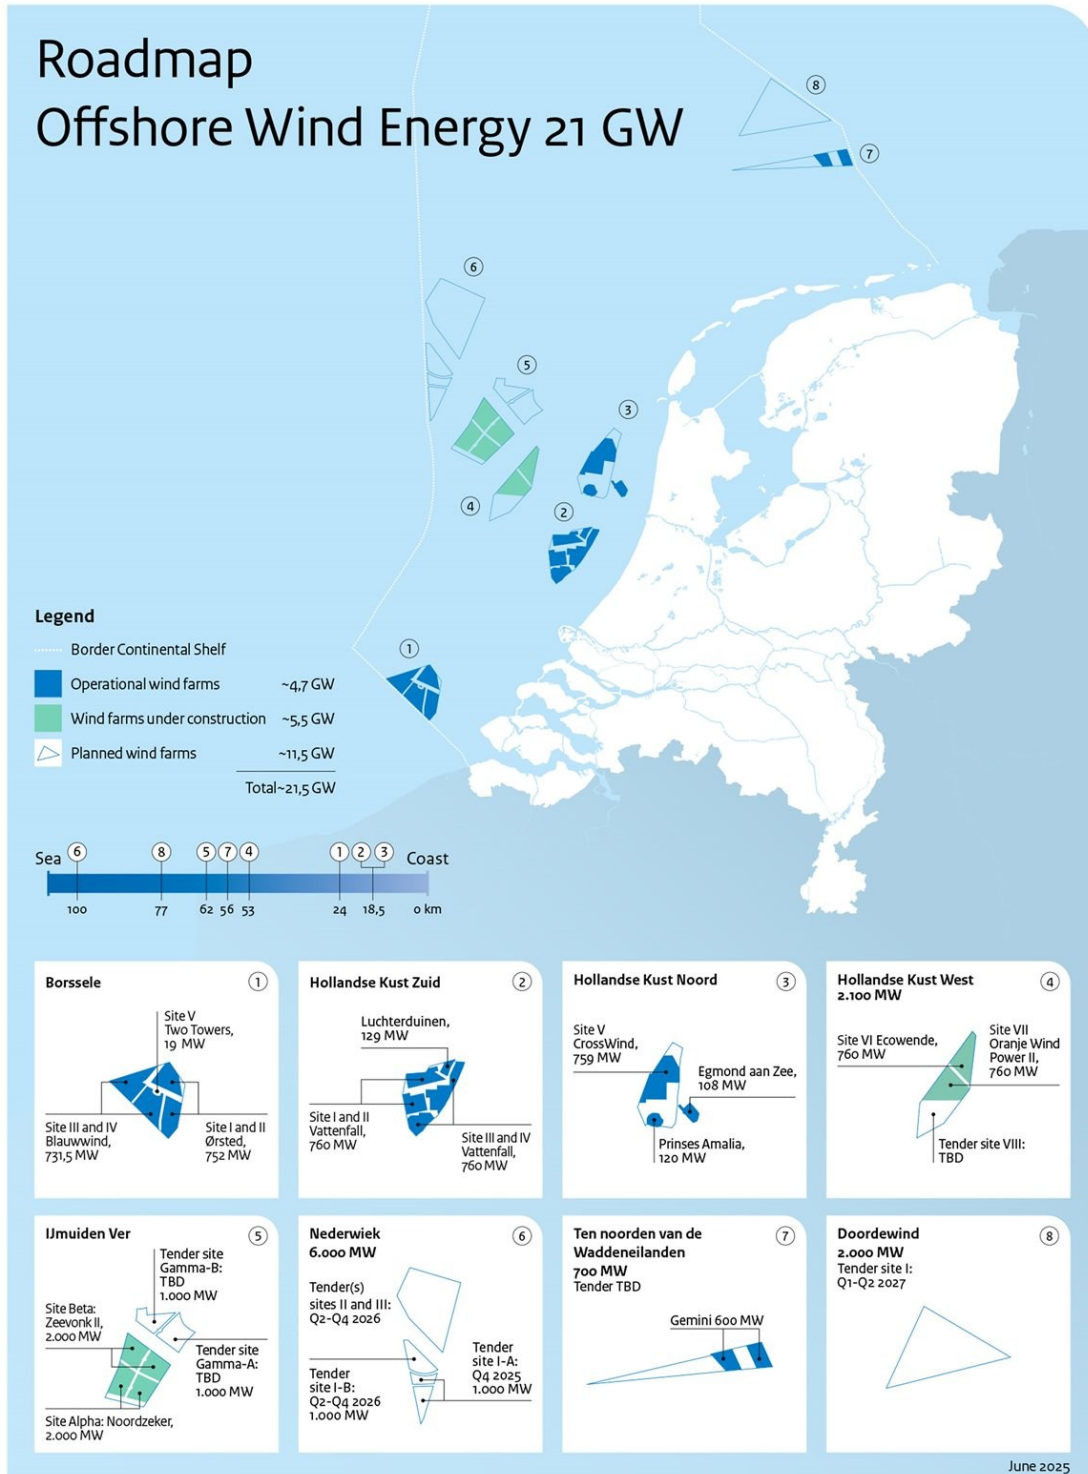 Roadmap
Offshore Wind Energy 21 GW
8
7
6
5
3
4
2
1
Legend
Border Continental Shelf
Operational wind farms ~4,7 GW
Wind farms under construction ~5,5 GW
Planned wind farms ~11,5 GW
Total~21,5 GW
Sea 6 8 5 7 4 1 2 3 Coast
100 77 62 56 53 24 18,5 0 km
Borssele 1
Site V
Two Towers,
19 MW
Site III and IV
Blauwwind,
731,5 MW
Site I and II
Ørsted,
752 MW
Hollandse Kust Zuid 2
Luchterduinen,
129 MW
Site I and II
Vattenfall,
760 MW
Site III and IV
Vattenfall,
760 MW
Hollandse Kust Noord 3
Site V
CrossWind,
759 MW
Egmond aan Zee,
108 MW
Prinses Amalia,
120 MW
Hollandse Kust West 4
2.100 MW
Site VI Ecowende,
760 MW
Site VII
Oranje Wind
Power II,
760 MW
Tender site VIII:
TBD
IJmuiden Ver 5
Tender site
Gamma-B:
TBD
1.000 MW
Site Beta:
Zeevonk II,
2.000 MW
Tender site
Gamma-A:
TBD
1.000 MW
Site Alpha: Noordzeker,
2.000 MW
Nederwiek 6
6.000 MW
Tender(s)
sites II and III:
Q2-Q4 2026
Tender
site I-B:
Q2-Q4 2026
1.000 MW
Tender
site I-A:
Q4 2025
1.000 MW
Ten noorden van de 7
Waddeneilanden
700 MW
Tender TBD
Gemini 600 MW
Doordewind 8
2.000 MW
Tender site I:
Q1-Q2 2027
June 2025